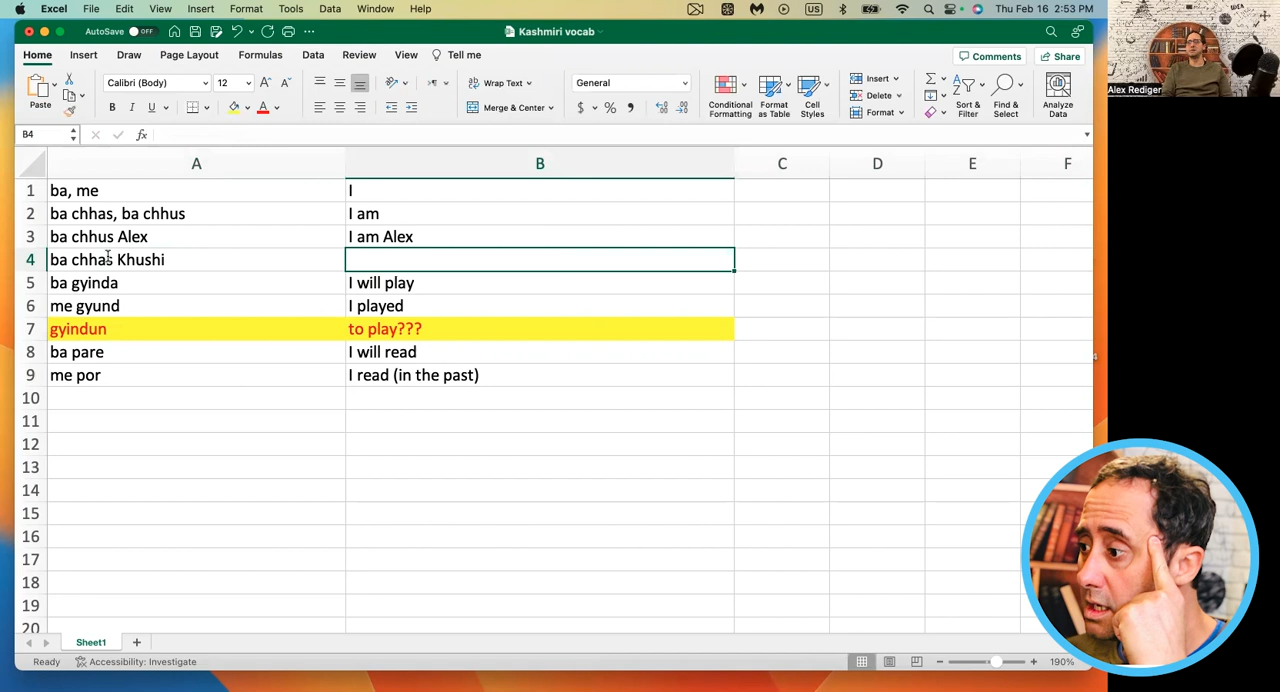 Excel File Edit View Insert Format Tools Data Window Help US Thu Feb 16 2:53 PM
AutoSave OFF Kashmiri vocab
Home Insert Draw Page Layout Formulas Data Review View Tell me Comments Share
Paste Calibri (Body) 12 A A Wrap Text General Conditional Formatting Format as Table Cell Styles Insert Sort & Filter Find & Select Analyze Data
B I U A Merge & Center $ % Delete Format
B4 fx
A B C D E F
1 ba, me I
2 ba chhas, ba chhus I am
3 ba chhus Alex I am Alex
4 ba chhas Khushi
5 ba gyinda I will play
6 me gyund I played
7 gyindun to play???
8 ba pare I will read
9 me por I read (in the past)
10
11
12
13
14
15
16
17
18
19
20
Sheet1 +
Ready Accessibility: Investigate 190%
Alex Rediger